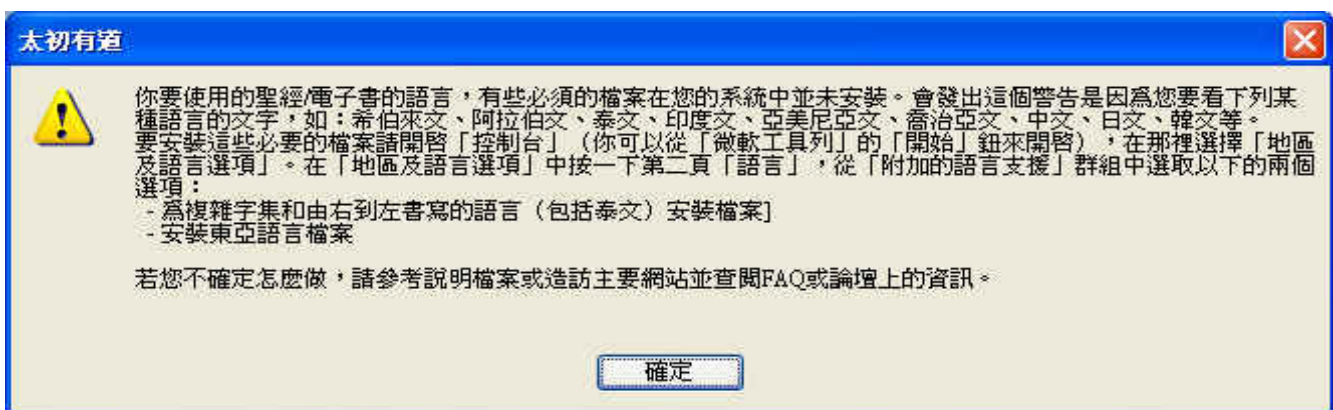 太初有道
你要使用的聖經/電子書的語言，有些必須的檔案在您的系統中並未安裝。會發出這個警告是因為您要看下列某
種語言的文字，如：希伯來文、阿拉伯文、泰文、印度文、亞美尼亞文、喬治亞文、中文、日文、韓文等。
要安裝這些必要的檔案請開啓「控制台」（你可以從「微軟工具列」的「開始」鈕來開啓），在那裡選擇「地區
及語言選項」。在「地區及語言選項」中按一下第二頁「語言」，從「附加的語言支援」群組中選取以下的兩個
選項：
- 爲複雜字集和由右到左書寫的語言（包括泰文）安裝檔案]
- 安裝東亞語言檔案
若您不確定怎麼做，請參考說明檔案或造訪主要網站並查閱FAQ或論壇上的資訊。
確定